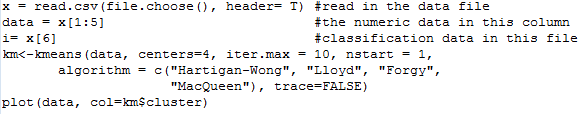 x = read.csv(file.choose(), header= T) #read in the data file
data = x[1:5] #the numeric data in this column
i= x[6] #classification data in this file
km<-kmeans(data, centers=4, iter.max = 10, nstart = 1,
algorithm = c("Hartigan-Wong", "Lloyd", "Forgy",
"MacQueen"), trace=FALSE)
plot(data, col=km$cluster)